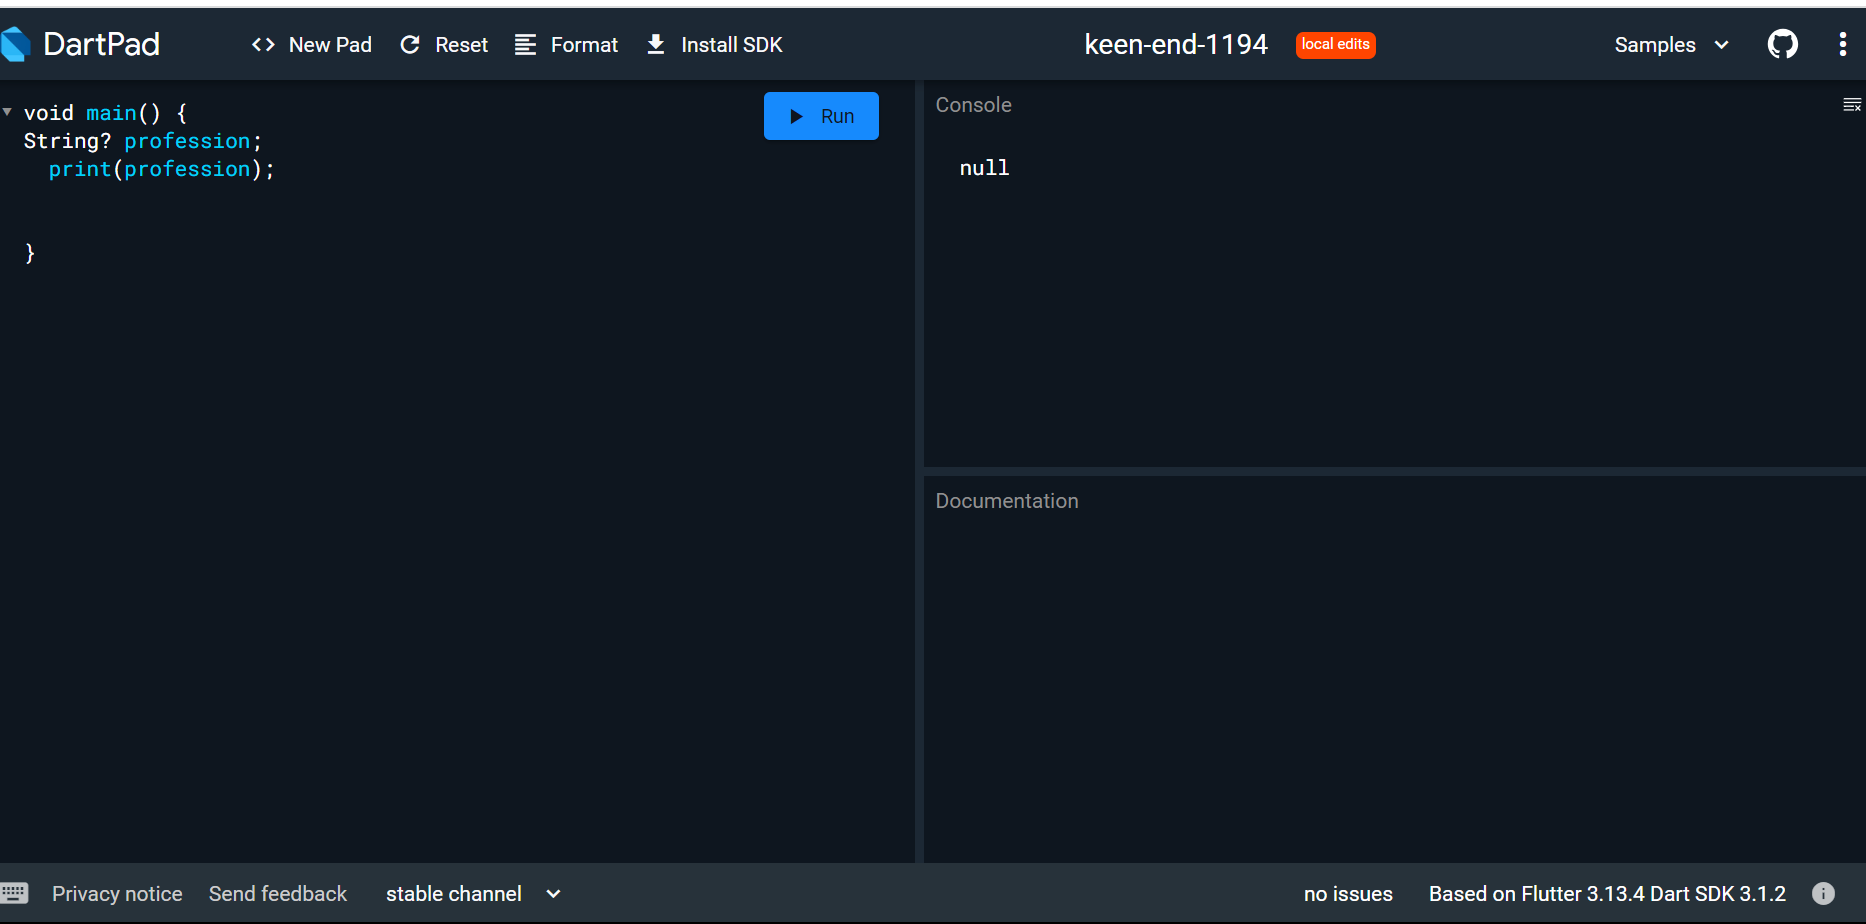 DartPad <> New Pad Reset Format Install SDK keen-end-1194 local edits Samples
void main() {
String? profession;
  print(profession);
}
Run
Console
null
Documentation
Privacy notice Send feedback stable channel no issues Based on Flutter 3.13.4 Dart SDK 3.1.2